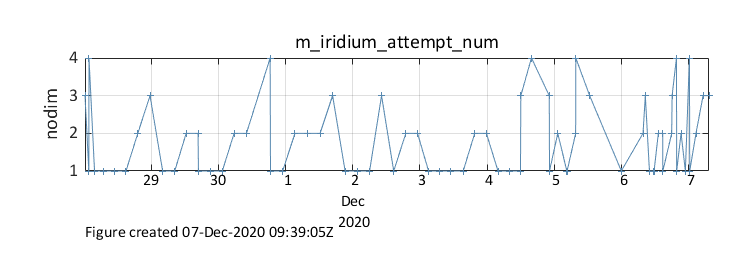 m_iridium_attempt_num
nodim
4
3
2
1
29 30 1 2 3 4 5 6 7
Dec
2020
Figure created 07-Dec-2020 09:39:05Z